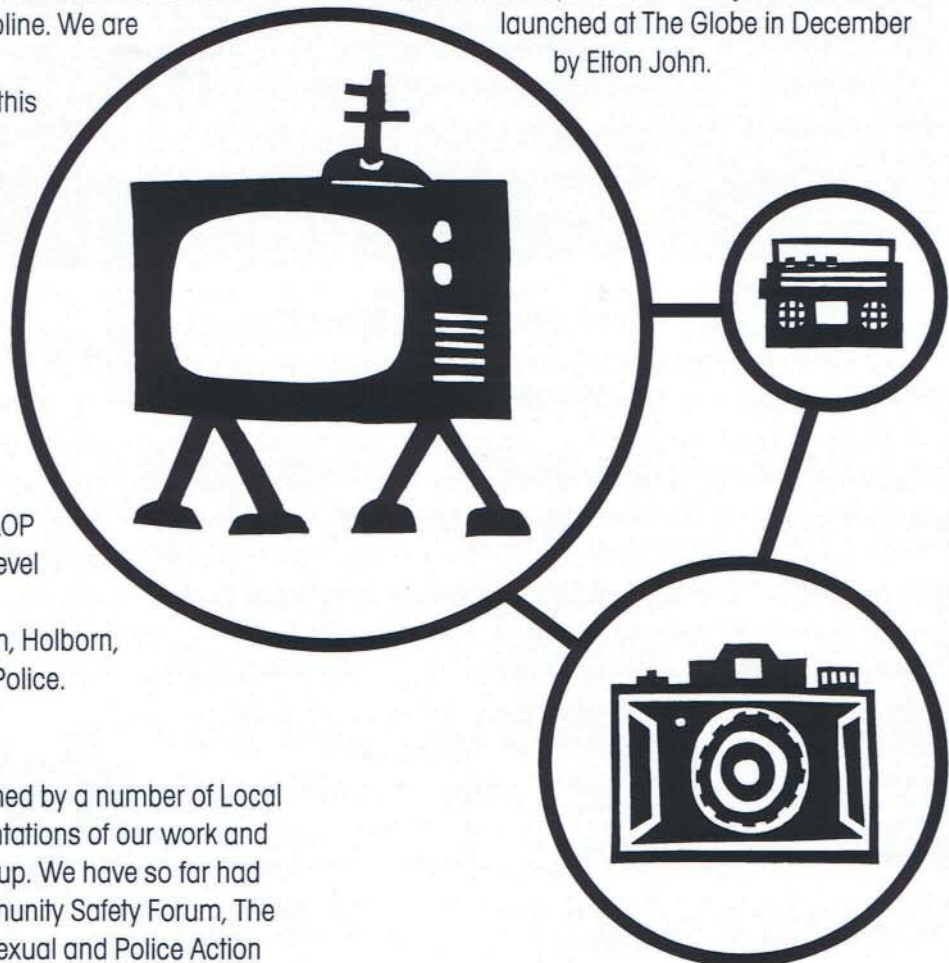 pline. We are
this
OP
evel
n, Holborn,
Police.
ned by a number of Local
ntations of our work and
up. We have so far had
munity Safety Forum, The
exual and Police Action
launched at The Globe in December
by Elton John.